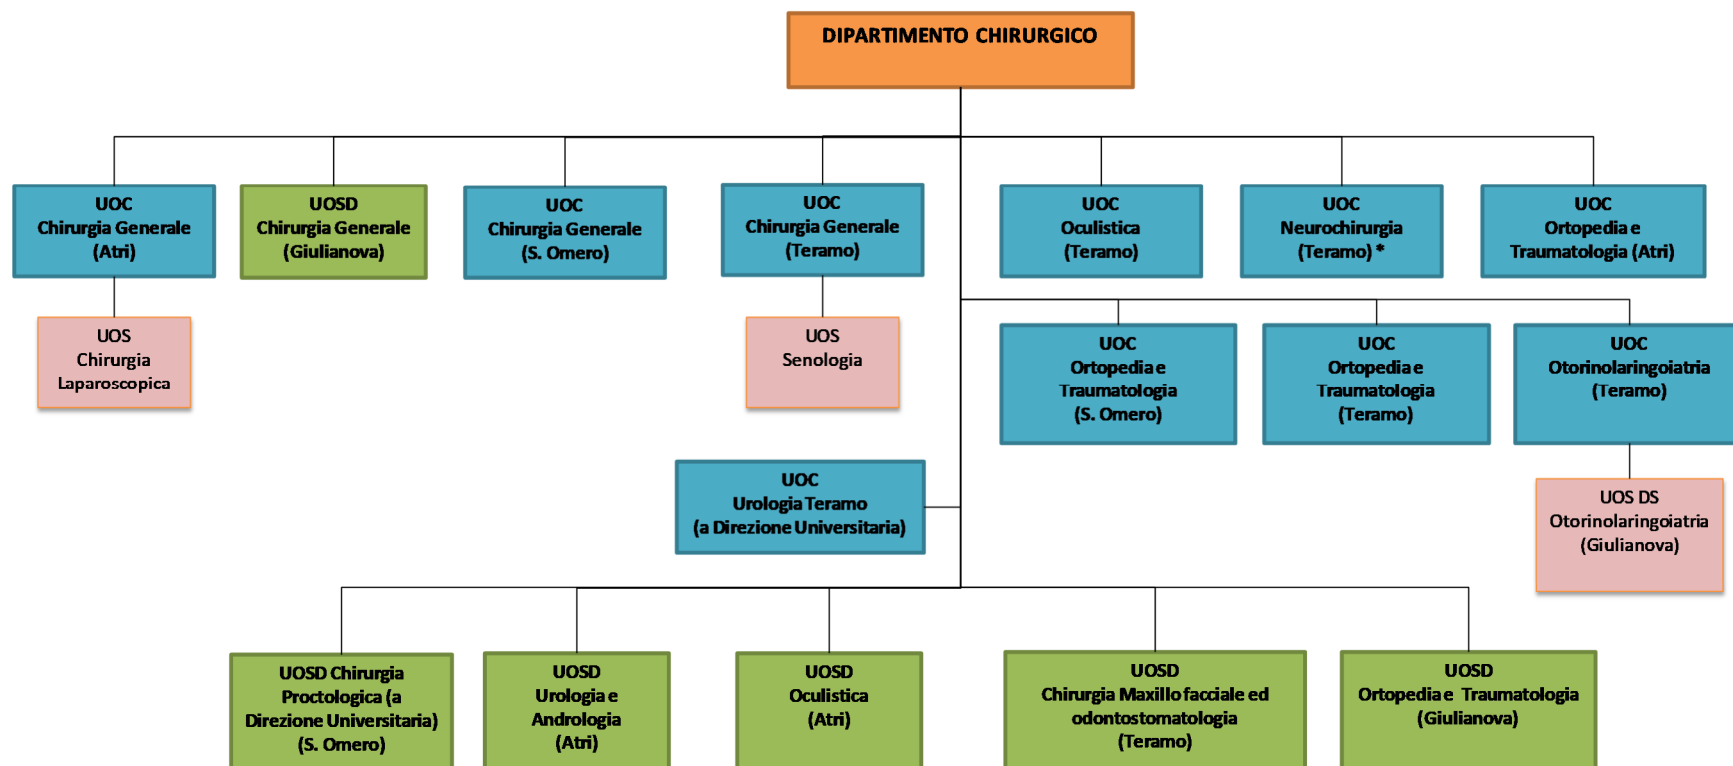 DIPARTIMENTO CHIRURGICO
UOC
Chirurgia Generale
(Atri)
UOSD
Chirurgia Generale
(Giulianova)
UOC
Chirurgia Generale
(S. Omero)
UOC
Chirurgia Generale
(Teramo)
UOC
Oculistica
(Teramo)
UOC
Neurochirurgia
(Teramo) *
UOC
Ortopedia e
Traumatologia (Atri)
UOS
Chirurgia
Laparoscopica
UOS
Senologia
UOC
Ortopedia e
Traumatologia
(S. Omero)
UOC
Ortopedia e
Traumatologia
(Teramo)
UOC
Otorinolaringoiatria
(Teramo)
UOC
Urologia Teramo
(a Direzione Universitaria)
UOS DS
Otorinolaringoiatria
(Giulianova)
UOSD Chirurgia
Proctologica (a
Direzione Universitaria)
(S. Omero)
UOSD
Urologia e
Andrologia
(Atri)
UOSD
Oculistica
(Atri)
UOSD
Chirurgia Maxillo facciale ed
odontostomatologia
(Teramo)
UOSD
Ortopedia e Traumatologia
(Giulianova)